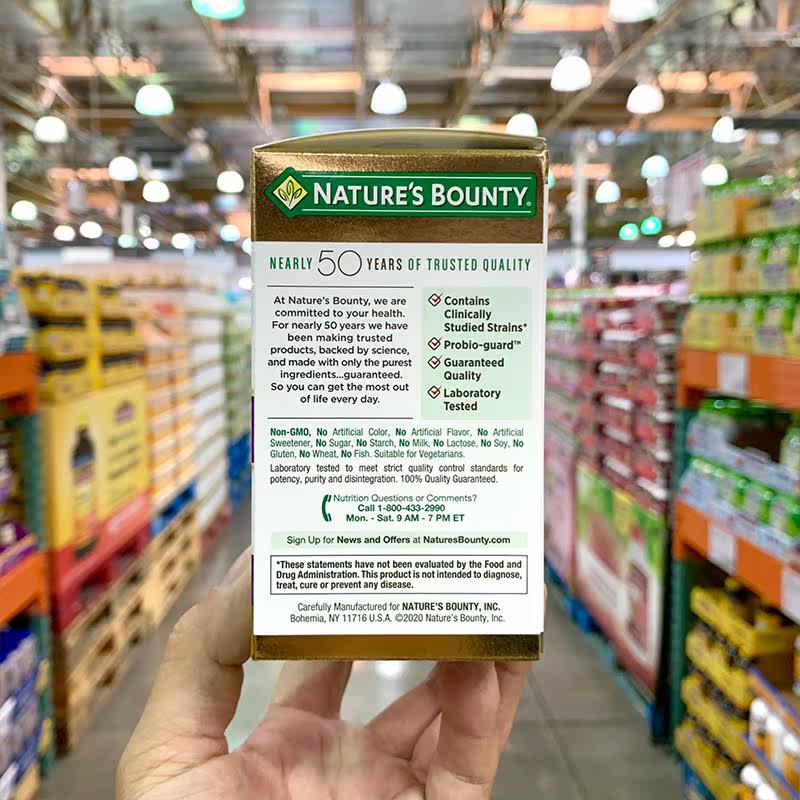 NATURE'S BOUNTY®
NEARLY 50 YEARS OF TRUSTED QUALITY
At Nature's Bounty, we are
committed to your health.
For nearly 50 years we have
been making trusted
products, backed by science,
and made with only the purest
ingredients...guaranteed.
So you can get the most out
of life every day.
Contains
Clinically
Studied Strains*
Probio-guard™
Guaranteed
Quality
Laboratory
Tested
Non-GMO, No Artificial Color, No Artificial Flavor, No Artificial
Sweetener, No Sugar, No Starch, No Milk, No Lactose, No Soy, No
Gluten, No Wheat, No Fish. Suitable for Vegetarians.
Laboratory tested to meet strict quality control standards for
potency, purity and disintegration. 100% Quality Guaranteed.
Nutrition Questions or Comments?
Call 1-800-433-2990
Mon. - Sat. 9 AM - 7 PM ET
Sign Up for News and Offers at NaturesBounty.com
*These statements have not been evaluated by the Food and
Drug Administration. This product is not intended to diagnose,
treat, cure or prevent any disease.
Carefully Manufactured for NATURE'S BOUNTY, INC.
Bohemia, NY 11716 U.S.A. ©2020 Nature's Bounty, Inc.